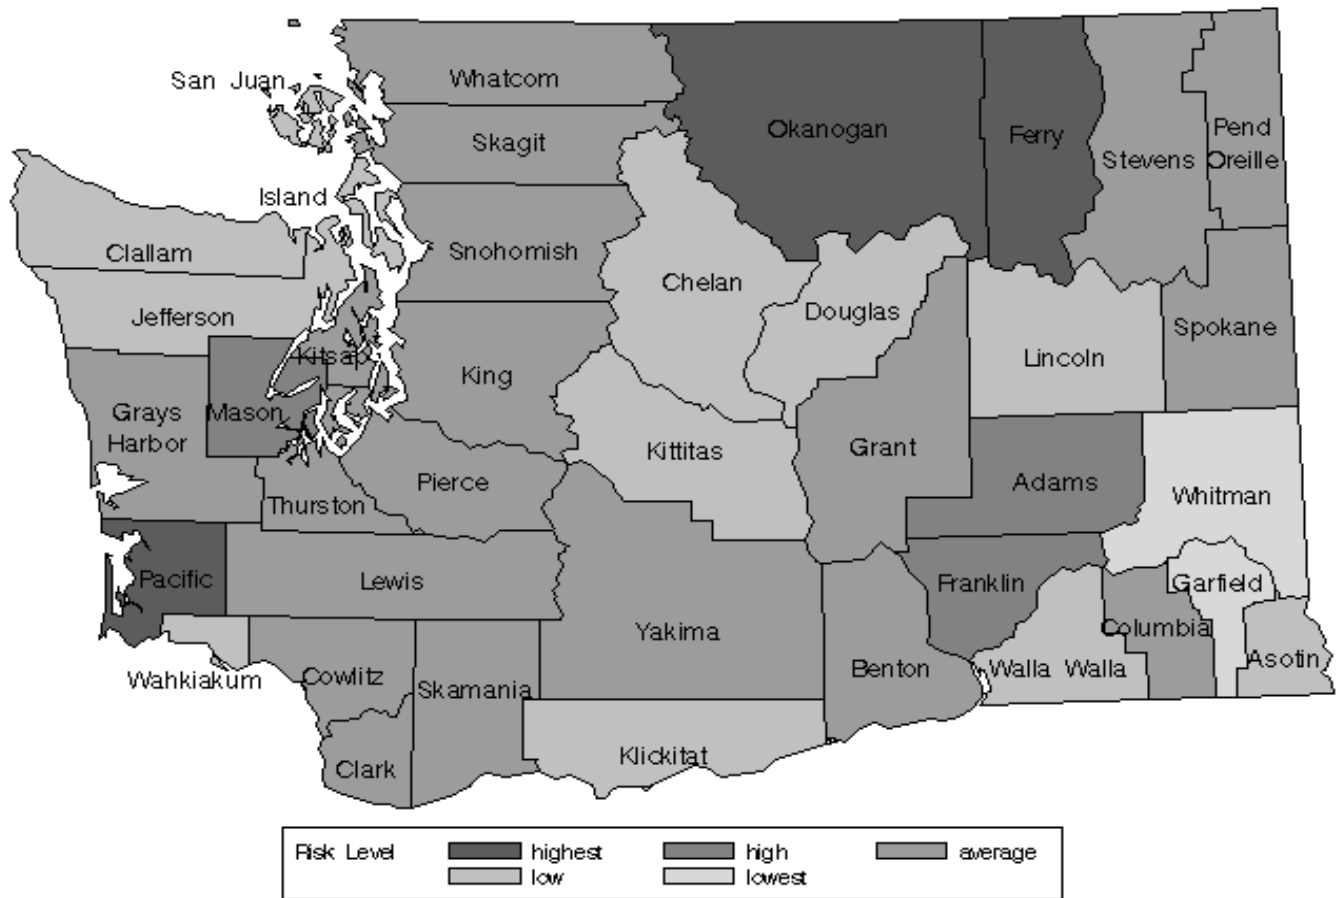 San Juan
Whatcom
Okanogan
Ferry
Pend
Oreille
Skagit
Stevens
Island
Clallam
Snohomish
Chelan
Douglas
Jefferson
Kitsap
King
Lincoln
Spokane
Grays
Harbor
Mason
Kittitas
Grant
Adams
Whitman
Thurston
Pierce
Pacific
Lewis
Franklin
Garfield
Columbia
Yakima
Wahkiakum
Cowlitz
Skamania
Benton
Walla Walla
Asotin
Klickitat
Clark
Risk Level highest high average
low lowest